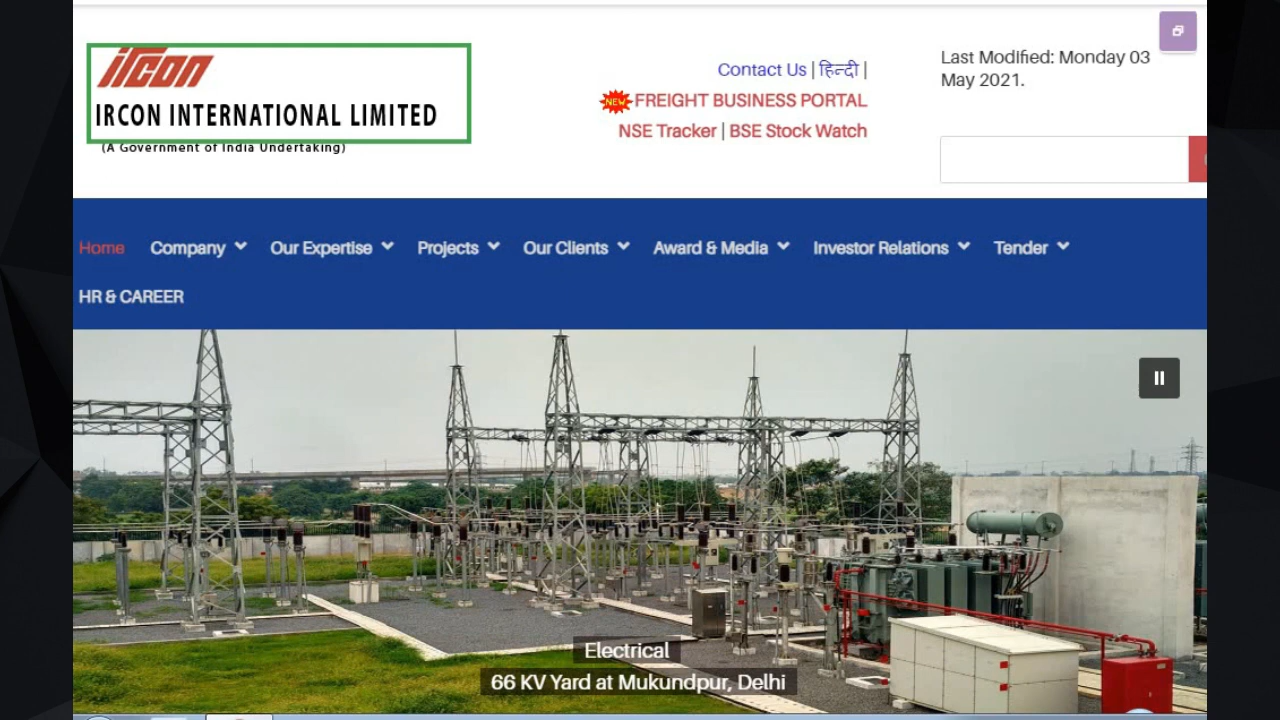 ircon
IRCON INTERNATIONAL LIMITED
(A Government of India Undertaking)
Contact Us | हिन्दी |
NEW FREIGHT BUSINESS PORTAL
NSE Tracker | BSE Stock Watch
Last Modified: Monday 03
May 2021.
Home Company Our Expertise Projects Our Clients Award & Media Investor Relations Tender
HR & CAREER
Electrical
66 KV Yard at Mukundpur, Delhi